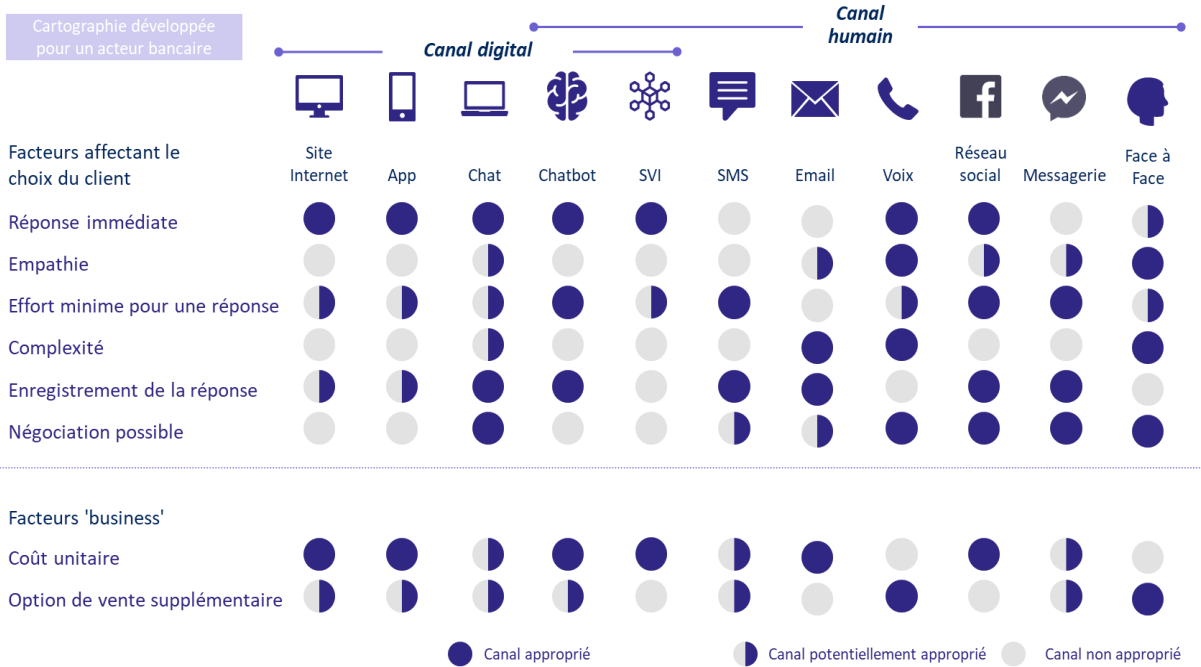 Cartographie développée
pour un acteur bancaire
Canal digital
Canal
humain
Facteurs affectant le
choix du client
Site
Internet
App
Chat
Chatbot
SVI
SMS
Email
Voix
Réseau
social
Messagerie
Face à
Face
Réponse immédiate
Empathie
Effort minime pour une réponse
Complexité
Enregistrement de la réponse
Négociation possible
Facteurs 'business'
Coût unitaire
Option de vente supplémentaire
Canal approprié
Canal potentiellement approprié
Canal non approprié